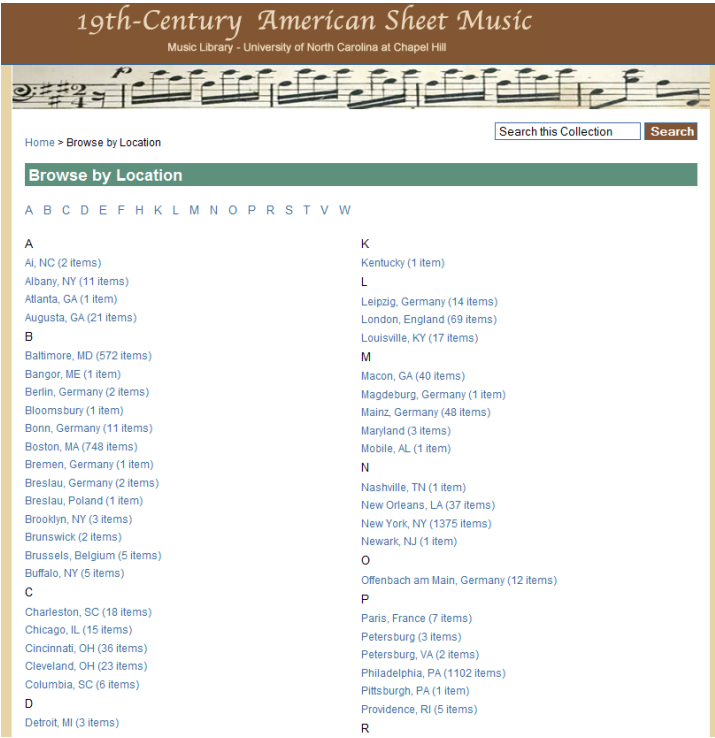 19th-Century American Sheet Music
Music Library - University of North Carolina at Chapel Hill
Search this Collection Search
Home > Browse by Location
Browse by Location
A B C D E F H K L M N O P R S T V W
A
Ai, NC (2 items)
Albany, NY (11 items)
Atlanta, GA (1 item)
Augusta, GA (21 items)
B
Baltimore, MD (572 items)
Bangor, ME (1 item)
Berlin, Germany (2 items)
Bloomsbury (1 item)
Bonn, Germany (11 items)
Boston, MA (748 items)
Bremen, Germany (1 item)
Breslau, Germany (2 items)
Breslau, Poland (1 item)
Brooklyn, NY (3 items)
Brunswick (2 items)
Brussels, Belgium (5 items)
Buffalo, NY (5 items)
C
Charleston, SC (18 items)
Chicago, IL (15 items)
Cincinnati, OH (36 items)
Cleveland, OH (23 items)
Columbia, SC (6 items)
D
Detroit, MI (3 items)
K
Kentucky (1 item)
L
Leipzig, Germany (14 items)
London, England (69 items)
Louisville, KY (17 items)
M
Macon, GA (40 items)
Magdeburg, Germany (1 item)
Mainz, Germany (48 items)
Maryland (3 items)
Mobile, AL (1 item)
N
Nashville, TN (1 item)
New Orleans, LA (37 items)
New York, NY (1375 items)
Newark, NJ (1 item)
O
Offenbach am Main, Germany (12 items)
P
Paris, France (7 items)
Petersburg (3 items)
Petersburg, VA (2 items)
Philadelphia, PA (1102 items)
Pittsburgh, PA (1 item)
Providence, RI (5 items)
R